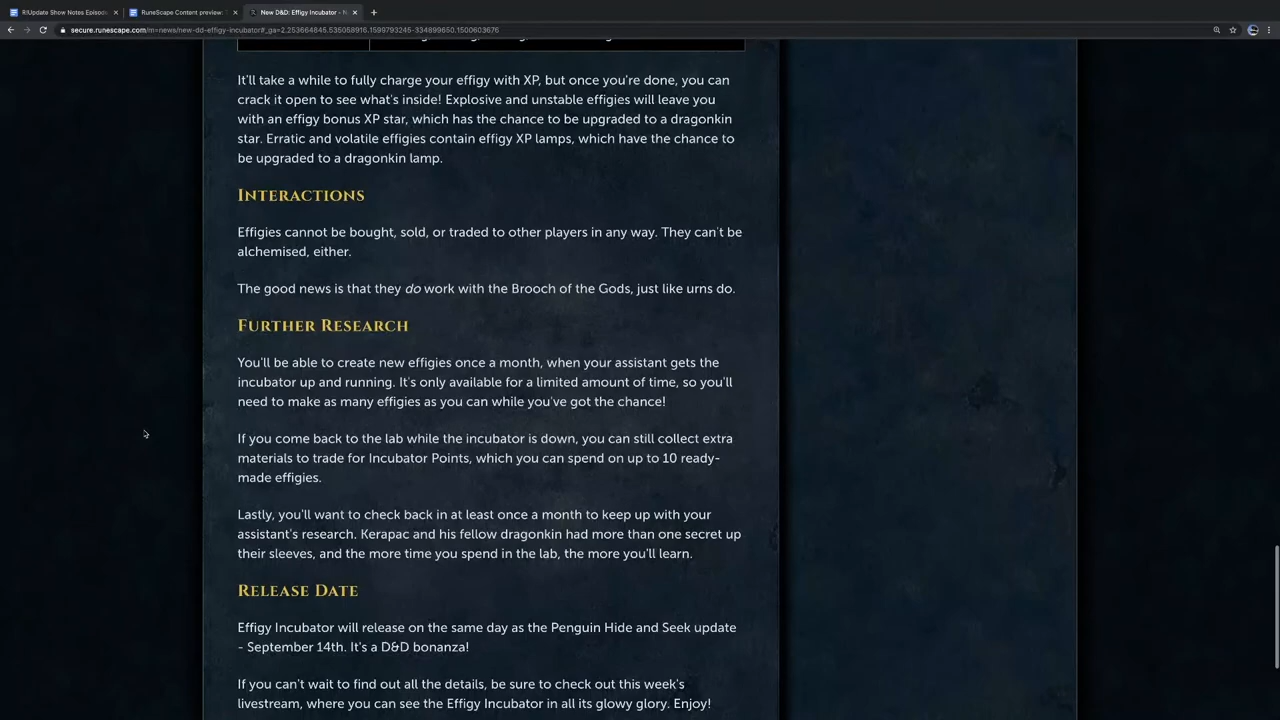 R!Update Show Notes Episod
RuneScape Content preview: T
New D&D: Effigy Incubator - N
secure.runescape.com/m=news/new-dd-effigy-incubator#_ga=2.253664845.535058916.1599793245-334899650.1500603676
It'll take a while to fully charge your effigy with XP, but once you're done, you can
crack it open to see what's inside! Explosive and unstable effigies will leave you
with an effigy bonus XP star, which has the chance to be upgraded to a dragonkin
star. Erratic and volatile effigies contain effigy XP lamps, which have the chance to
be upgraded to a dragonkin lamp.
INTERACTIONS
Effigies cannot be bought, sold, or traded to other players in any way. They can't be
alchemised, either.
The good news is that they do work with the Brooch of the Gods, just like urns do.
FURTHER RESEARCH
You'll be able to create new effigies once a month, when your assistant gets the
incubator up and running. It's only available for a limited amount of time, so you'll
need to make as many effigies as you can while you've got the chance!
If you come back to the lab while the incubator is down, you can still collect extra
materials to trade for Incubator Points, which you can spend on up to 10 ready-
made effigies.
Lastly, you'll want to check back in at least once a month to keep up with your
assistant's research. Kerapac and his fellow dragonkin had more than one secret up
their sleeves, and the more time you spend in the lab, the more you'll learn.
RELEASE DATE
Effigy Incubator will release on the same day as the Penguin Hide and Seek update
- September 14th. It's a D&D bonanza!
If you can't wait to find out all the details, be sure to check out this week's
livestream, where you can see the Effigy Incubator in all its glowy glory. Enjoy!